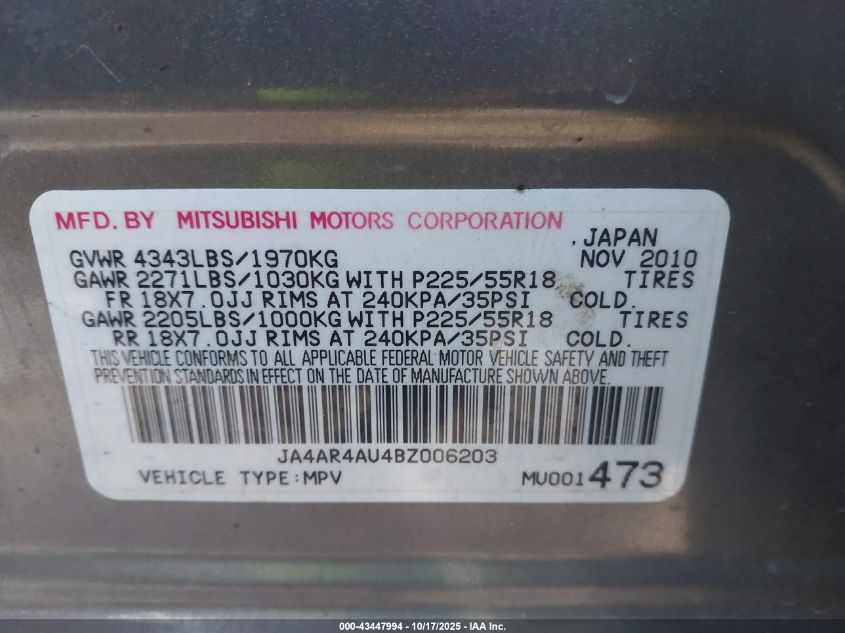 MFD. BY MITSUBISHI MOTORS CORPORATION
, JAPAN
GVWR 4343LBS/1970KG NOV 2010
GAWR 2271LBS/1030KG WITH P225/55R18 TIRES
FR 18X7.0JJ RIMS AT 240KPA/35PSI COLD.
GAWR 2205LBS/1000KG WITH P225/55R18 TIRES
RR 18X7.0JJ RIMS AT 240KPA/35PSI COLD.
THIS VEHICLE CONFORMS TO ALL APPLICABLE FEDERAL MOTOR VEHICLE SAFETY AND THEFT
PREVENTION STANDARDS IN EFFECT ON THE DATE OF MANUFACTURE SHOWN ABOVE.
JA4AR4AU4BZ006203
VEHICLE TYPE:MPV MU001473
000-43447994 - 10/17/2025 - IAA Inc.